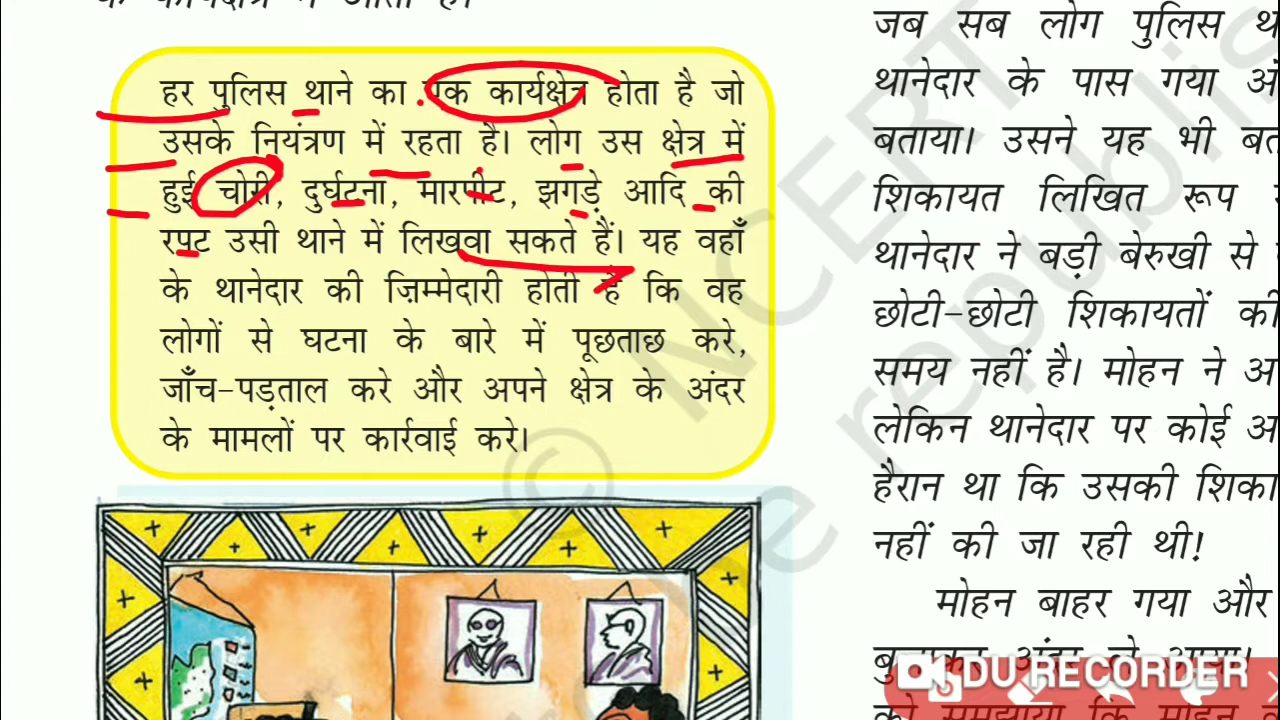 हर पुलिस थाने का एक कार्यक्षेत्र होता है जो
उसके नियंत्रण में रहता है। लोग उस क्षेत्र में
हुई चोरी, दुर्घटना, मारपीट, झगड़े आदि की
रपट उसी थाने में लिखवा सकते हैं। यह वहाँ
के थानेदार की ज़िम्मेदारी होती है कि वह
लोगों से घटना के बारे में पूछताछ करे,
जाँच-पड़ताल करे और अपने क्षेत्र के अंदर
के मामलों पर कार्रवाई करे।
जब सब लोग पुलिस
थानेदार के पास गया
बताया। उसने यह भी
शिकायत लिखित रूप
थानेदार ने बड़ी बेरुखी से
छोटी-छोटी शिकायतों की
समय नहीं है। मोहन ने
लेकिन थानेदार पर कोई
हैरान था कि उसकी
नहीं की जा रही थी!
मोहन बाहर गया और
© NCERT
republis
DU RECORDER